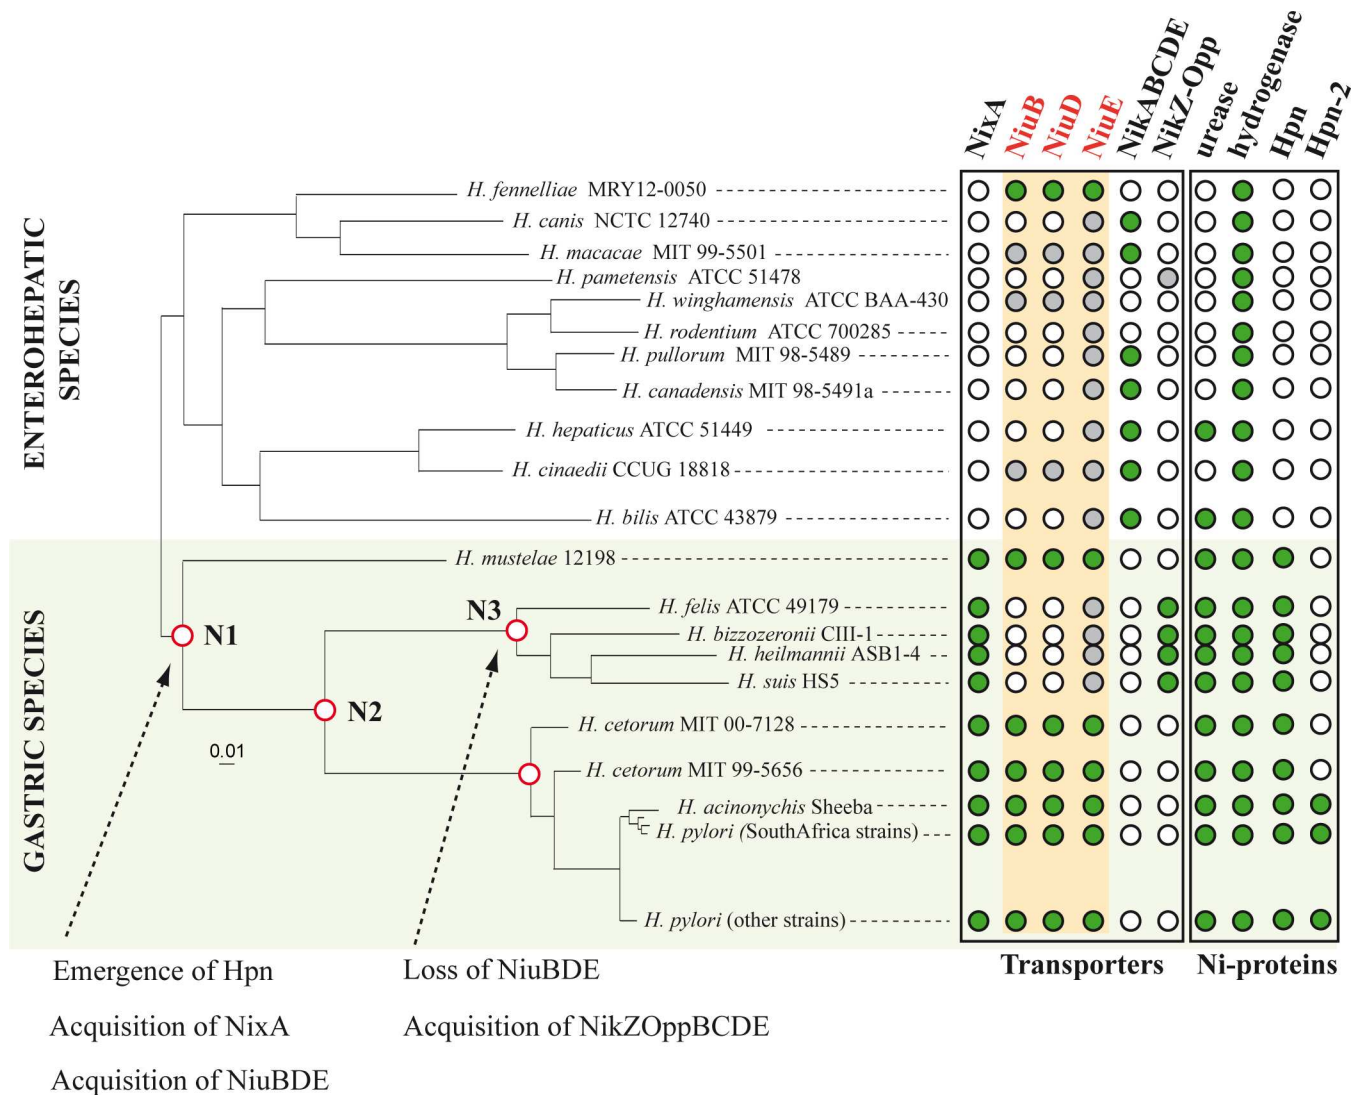 NixA
NiuB
NiuD
NiuE
NikABCDE
NikZ-Opp
urease
hydrogenase
Hpn
Hpn-2
ENTEROHEPATIC
SPECIES
H. fennelliae MRY12-0050
H. canis NCTC 12740
H. macacae MIT 99-5501
H. pametensis ATCC 51478
H. winghamensis ATCC BAA-430
H. rodentium ATCC 700285
H. pullorum MIT 98-5489
H. canadensis MIT 98-5491a
H. hepaticus ATCC 51449
H. cinaedii CCUG 18818
H. bilis ATCC 43879
GASTRIC SPECIES
H. mustelae 12198
N3
H. felis ATCC 49179
N1
H. bizzozeronii CIII-1
H. heilmannii ASB1-4
H. suis HS5
N2
H. cetorum MIT 00-7128
0.01
H. cetorum MIT 99-5656
H. acinonychis Sheeba
H. pylori (SouthAfrica strains)
H. pylori (other strains)
Transporters
Ni-proteins
Emergence of Hpn
Acquisition of NixA
Acquisition of NiuBDE
Loss of NiuBDE
Acquisition of NikZOppBCDE